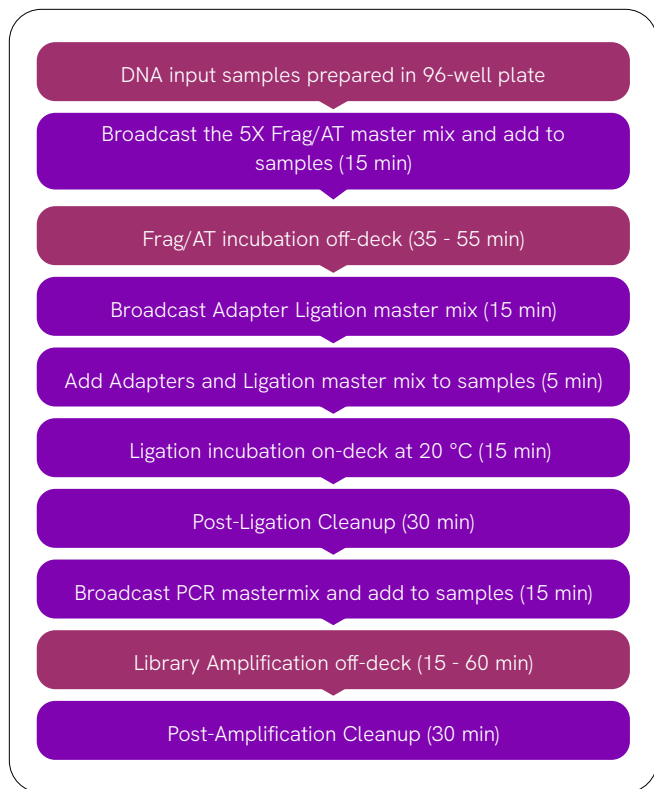 DNA input samples prepared in 96-well plate
Broadcast the 5X Frag/AT master mix and add to
samples (15 min)
Frag/AT incubation off-deck (35 - 55 min)
Broadcast Adapter Ligation master mix (15 min)
Add Adapters and Ligation master mix to samples (5 min)
Ligation incubation on-deck at 20 °C (15 min)
Post-Ligation Cleanup (30 min)
Broadcast PCR mastermix and add to samples (15 min)
Library Amplification off-deck (15 - 60 min)
Post-Amplification Cleanup (30 min)